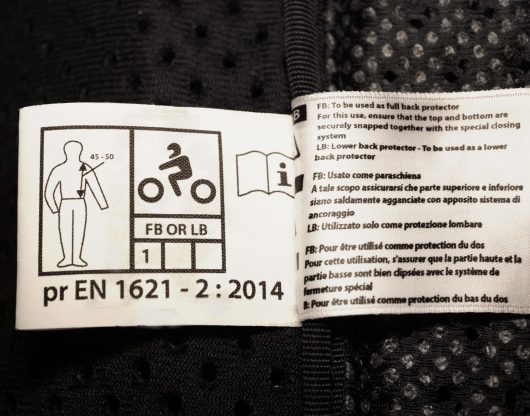 45 - 50
FB OR LB
1
pr EN 1621 - 2 : 2014
i
B
FB: To be used as full back protector
For this use, ensure that the top and bottom are
securely snapped together with the special closing
system
LB: Lower back protector - To be used as a lower
back protector
FB: Usato come paraschiena
A tale scopo assicurarsi che parte superiore e inferiore
siano saldamente agganciate con apposito sistema di
ancoraggio
LB: Utilizzato solo come protezione lombare
FB: Pour être utilisé comme protection du dos
Pour cette utilisation, s'assurer que la partie haute et la
partie basse sont bien clipsées avec le système de
fermeture spécial
B: Pour être utilisé comme protection du bas du dos